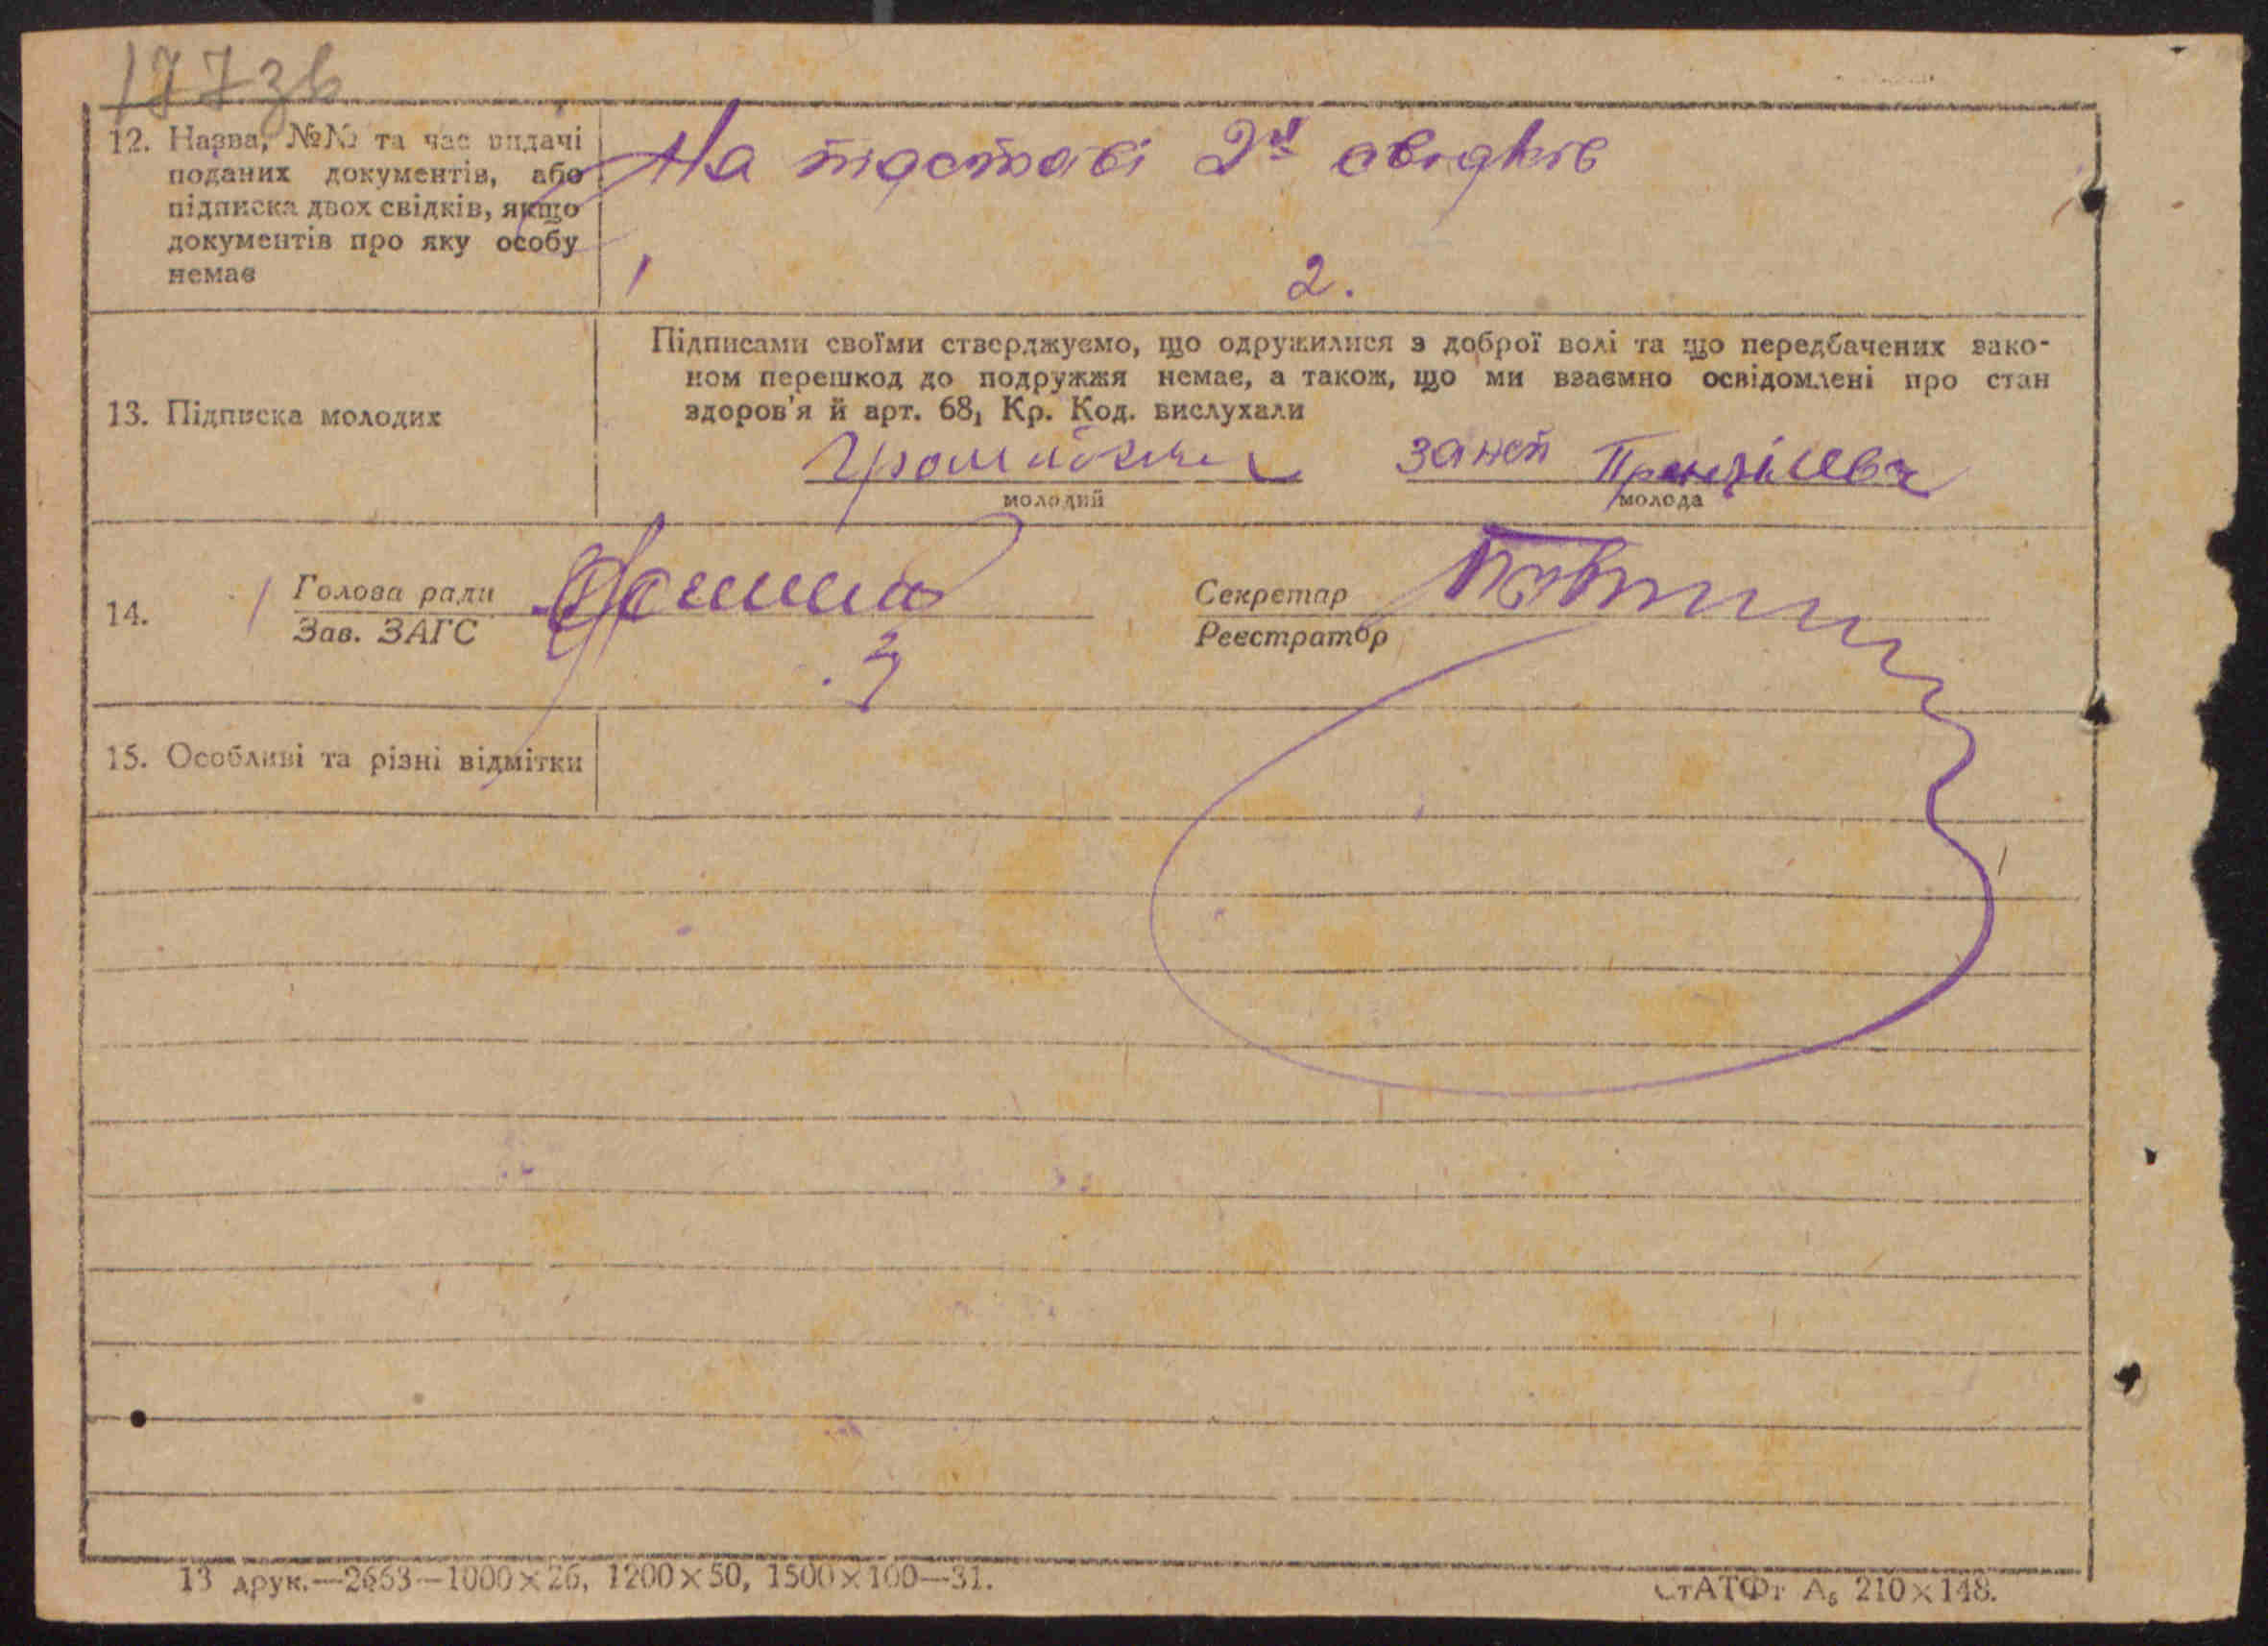 177зв
12. Назва, №№ та час видачі
поданих документів, або
підписка двох свідків, якщо
документів про яку особу
немає
На підставі 2х свідків
1
2.
13. Підписка молодих
Підписами своїми стверджуємо, що одружилися з доброї волі та що передбачених зако-
ном перешкод до подружжя немає, а також, що ми взаємно освідомлені про стан
здоров'я й арт. 68₁ Кр. Код. вислухали
молодий
молода
14.
Голова ради
Зав. ЗАГС
Секретар
Реєстратор
15. Особливі та різні відмітки
13 друк.—2663—1000×26, 1200×50, 1500×100—31.
СтАТФт А₅ 210×148.